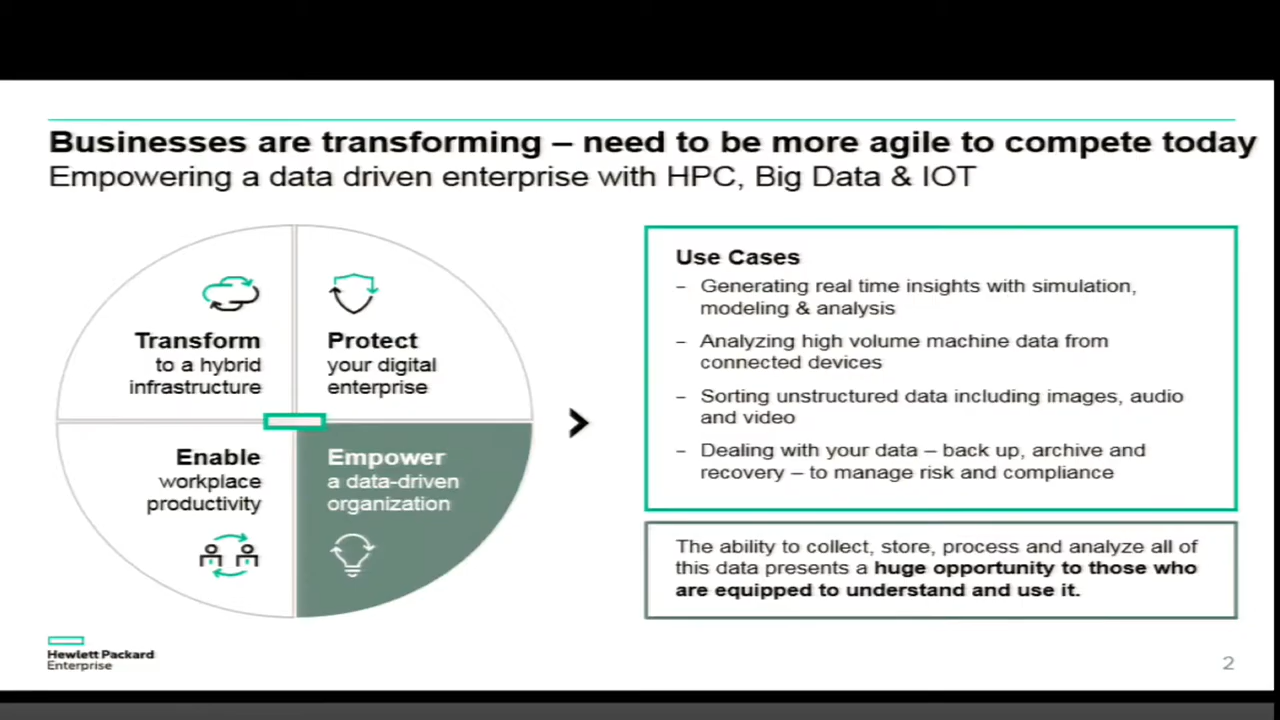 Businesses are transforming – need to be more agile to compete today
Empowering a data driven enterprise with HPC, Big Data & IOT
Transform
to a hybrid
infrastructure
Protect
your digital
enterprise
Enable
workplace
productivity
Empower
a data-driven
organization
Use Cases
– Generating real time insights with simulation,
modeling & analysis
– Analyzing high volume machine data from
connected devices
– Sorting unstructured data including images, audio
and video
– Dealing with your data – back up, archive and
recovery – to manage risk and compliance
The ability to collect, store, process and analyze all of
this data presents a huge opportunity to those who
are equipped to understand and use it.
Hewlett Packard
Enterprise
2